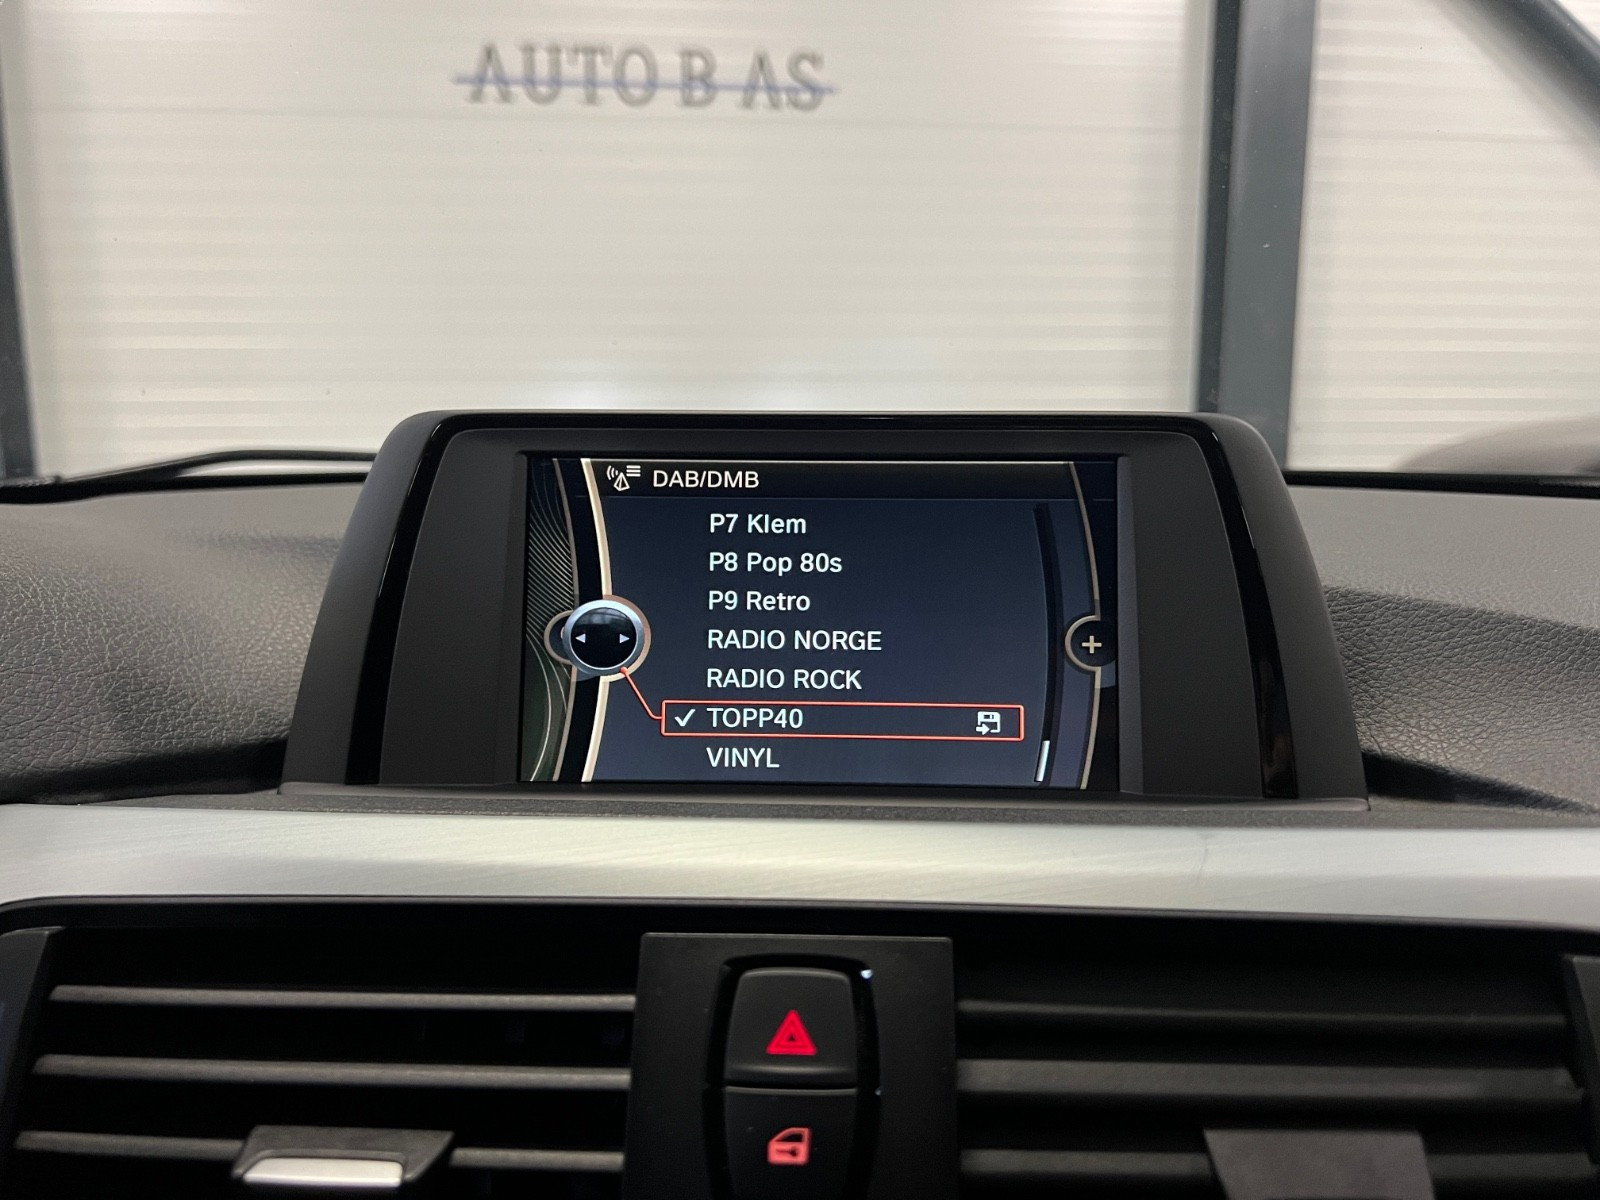 AUTO B AS
DAB/DMB
P7 Klem
P8 Pop 80s
P9 Retro
RADIO NORGE
RADIO ROCK
TOPP40
VINYL